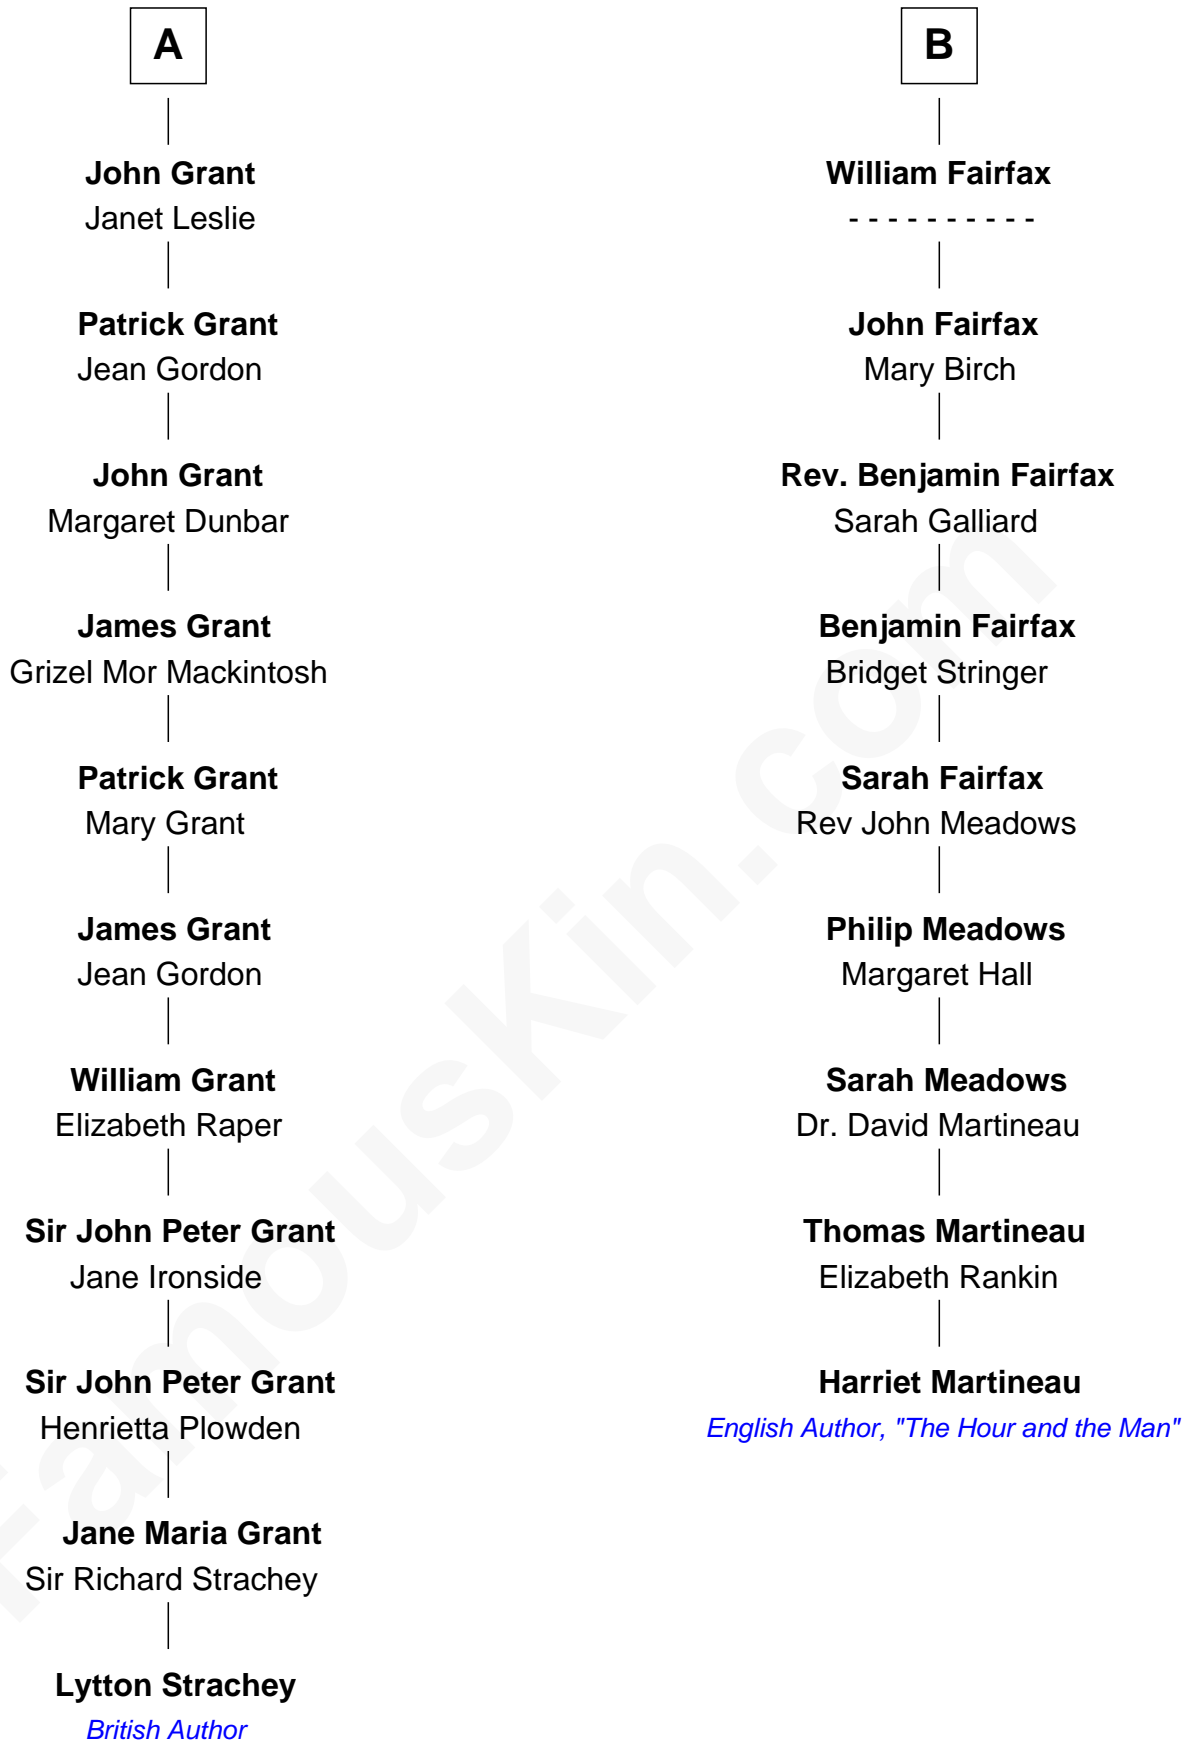 A
John Grant
Janet Leslie
Patrick Grant
Jean Gordon
John Grant
Margaret Dunbar
James Grant
Grizel Mor Mackintosh
Patrick Grant
Mary Grant
James Grant
Jean Gordon
William Grant
Elizabeth Raper
Sir John Peter Grant
Jane Ironside
Sir John Peter Grant
Henrietta Plowden
Jane Maria Grant
Sir Richard Strachey
Lytton Strachey
British Author
B
William Fairfax
- - - - - - - - - -
John Fairfax
Mary Birch
Rev. Benjamin Fairfax
Sarah Galliard
Benjamin Fairfax
Bridget Stringer
Sarah Fairfax
Rev John Meadows
Philip Meadows
Margaret Hall
Sarah Meadows
Dr. David Martineau
Thomas Martineau
Elizabeth Rankin
Harriet Martineau
English Author, "The Hour and the Man"
FamousKin.com